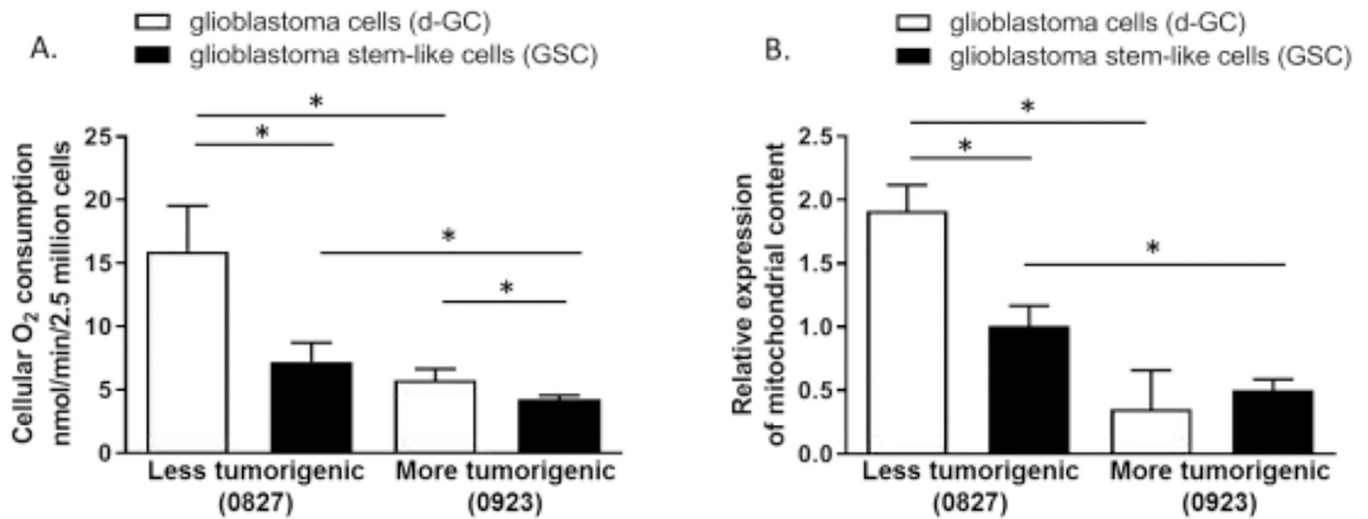 A.
glioblastoma cells (d-GC)
glioblastoma stem-like cells (GSC)
*
*
*
*
Cellular O₂ consumption
nmol/min/2.5 million cells
25
20
15
10
5
0
Less tumorigenic
(0827)
More tumorigenic
(0923)
B.
glioblastoma cells (d-GC)
glioblastoma stem-like cells (GSC)
*
*
*
Relative expression
of mitochondrial content
2.5
2.0
1.5
1.0
0.5
0.0
Less tumorigenic
(0827)
More tumorigenic
(0923)